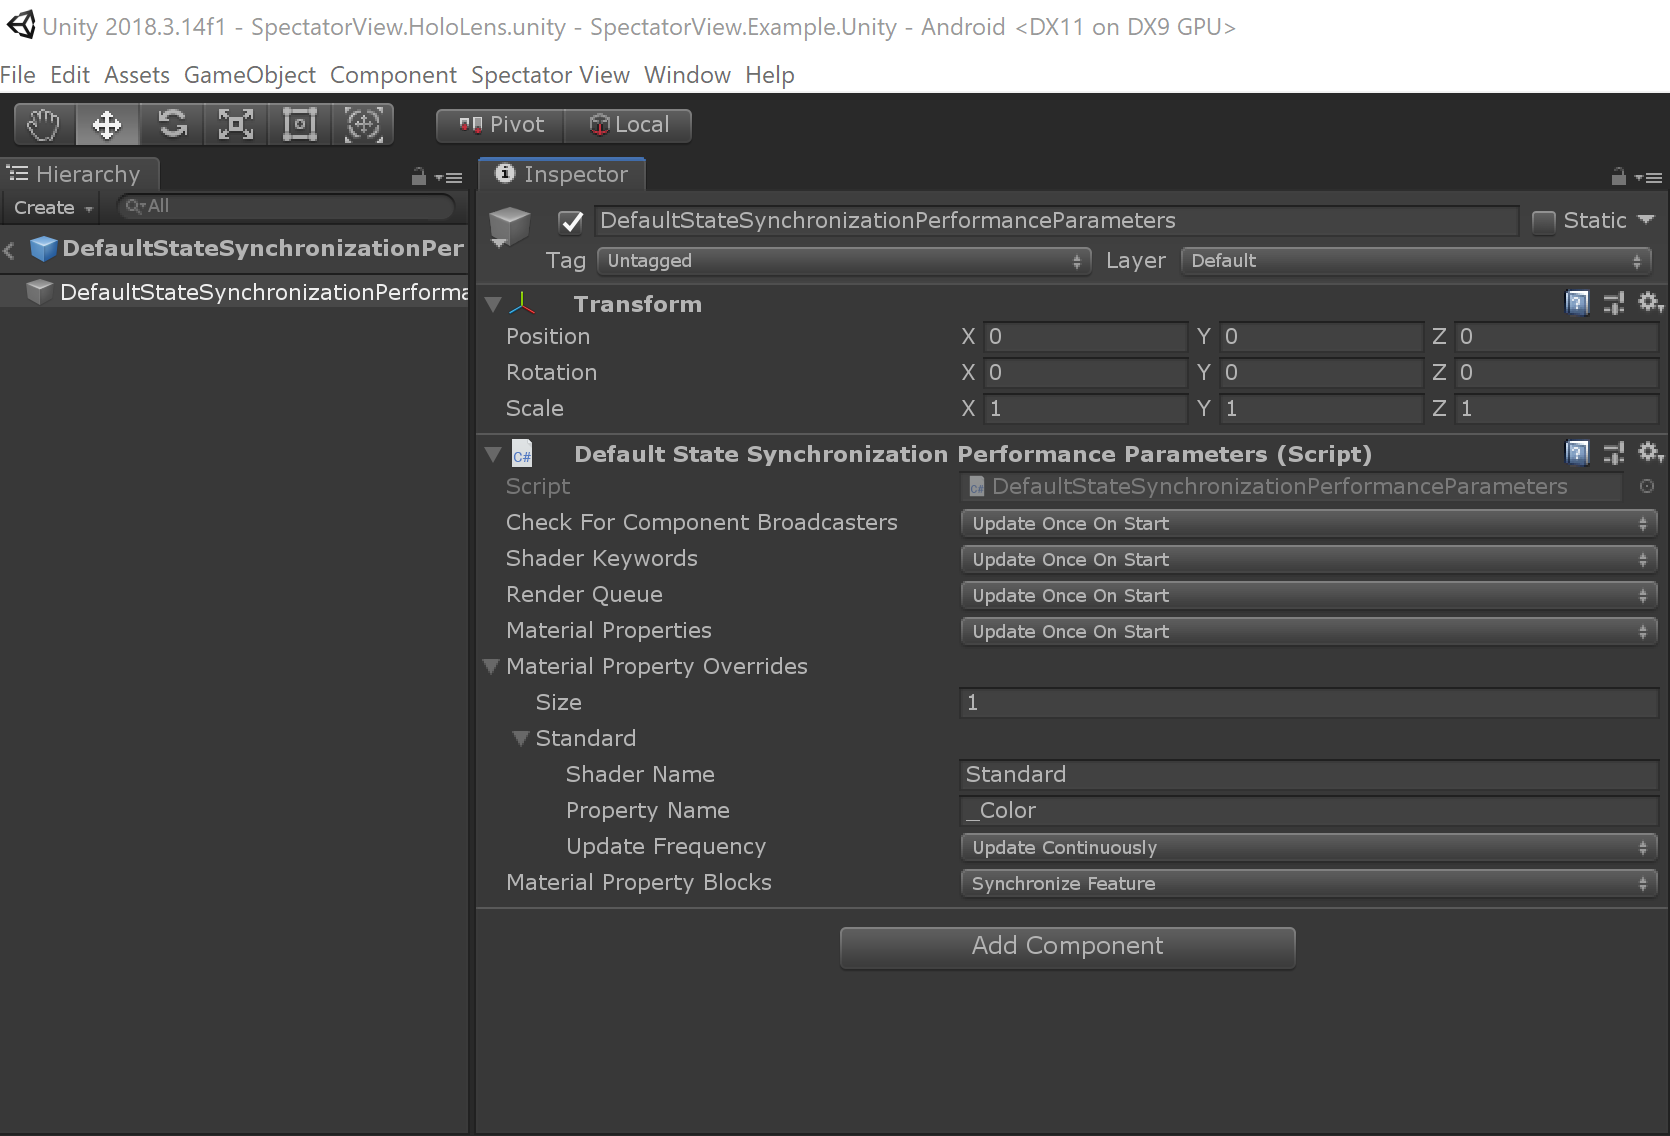 Unity 2018.3.14f1 - SpectatorView.HoloLens.unity - SpectatorView.Example.Unity - Android <DX11 on DX9 GPU>
File Edit Assets GameObject Component Spectator View Window Help
Pivot Local
Hierarchy
Create All
DefaultStateSynchronizationPer
DefaultStateSynchronizationPerforma
Inspector
DefaultStateSynchronizationPerformanceParameters Static
Tag Untagged Layer Default
Transform
Position X 0 Y 0 Z 0
Rotation X 0 Y 0 Z 0
Scale X 1 Y 1 Z 1
C# Default State Synchronization Performance Parameters (Script)
Script C# DefaultStateSynchronizationPerformanceParameters
Check For Component Broadcasters Update Once On Start
Shader Keywords Update Once On Start
Render Queue Update Once On Start
Material Properties Update Once On Start
Material Property Overrides
Size 1
Standard
Shader Name Standard
Property Name _Color
Update Frequency Update Continuously
Material Property Blocks Synchronize Feature
Add Component